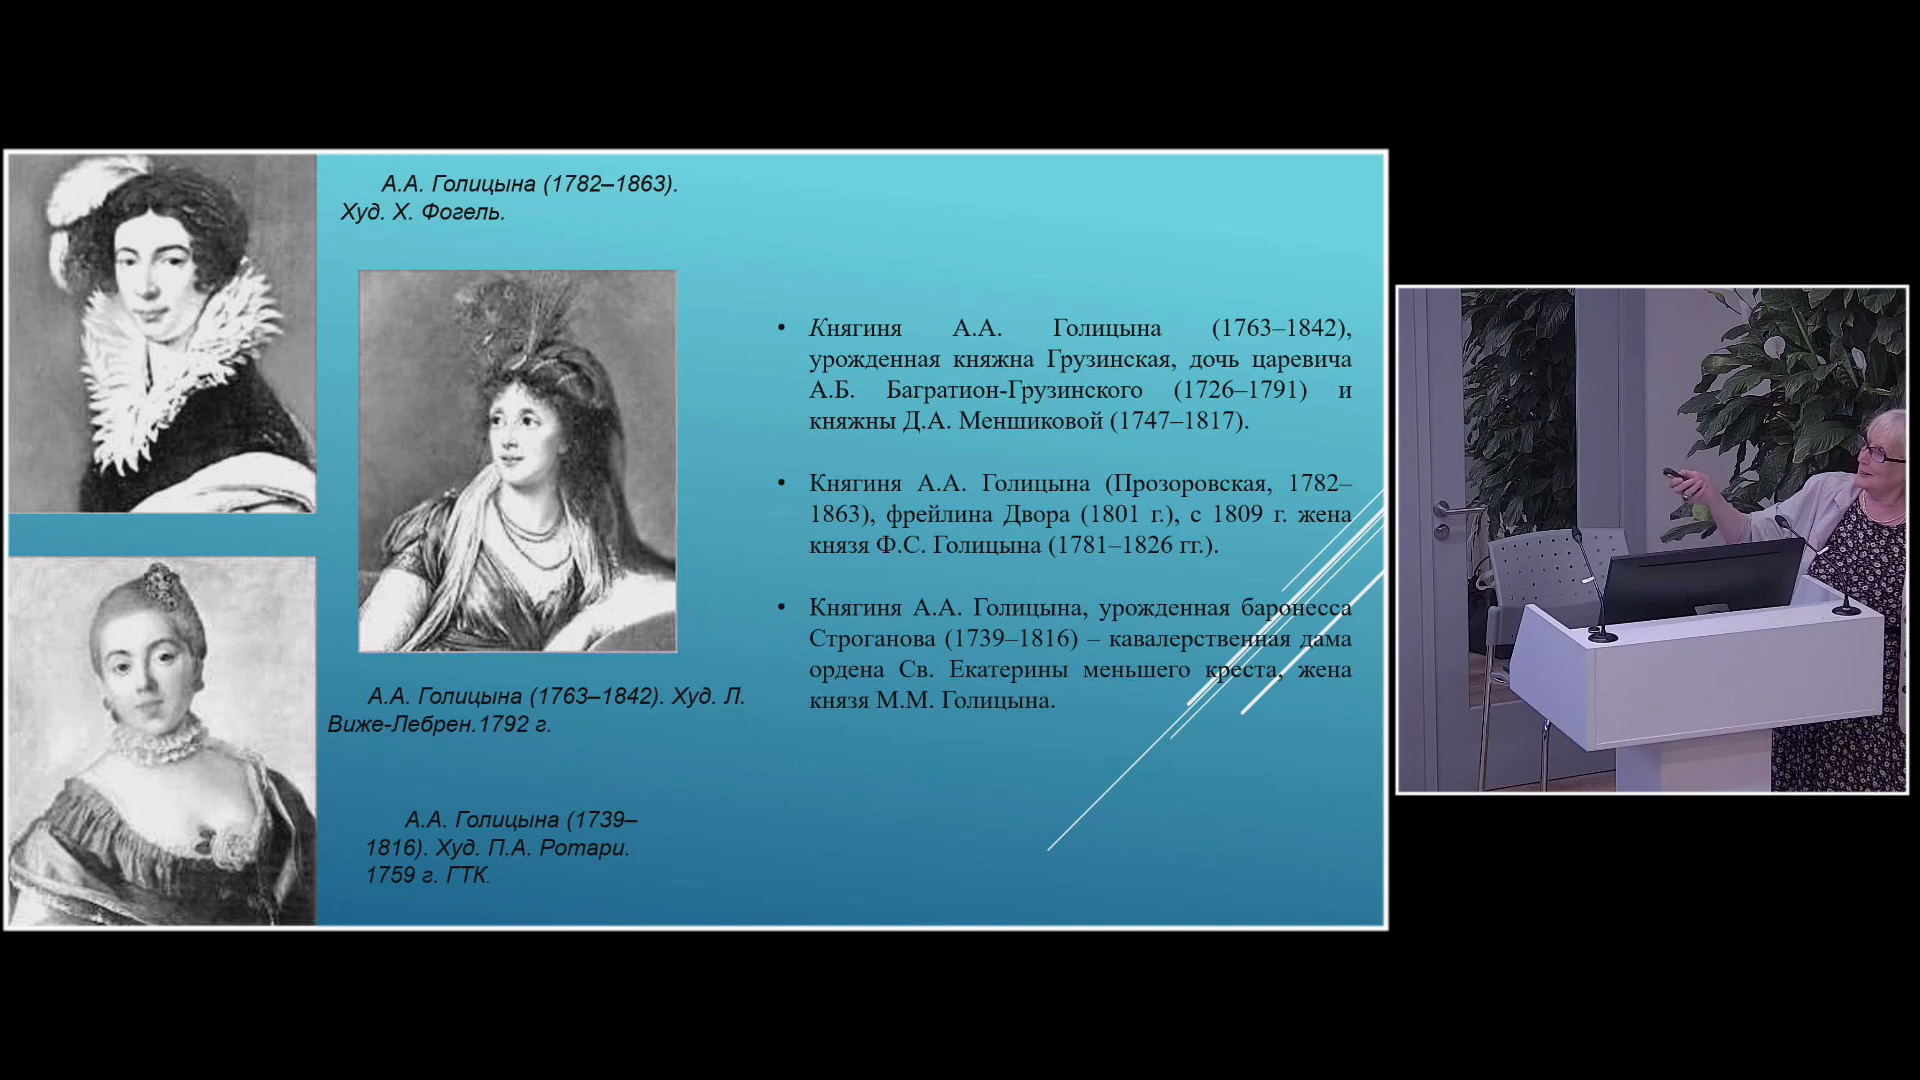 А.А. Голицына (1782–1863).
Худ. Х. Фогель.
А.А. Голицына (1763–1842). Худ. Л.
Виже-Лебрен.1792 г.
А.А. Голицына (1739–
1816). Худ. П.А. Ротари.
1759 г. ГТК.
• Княгиня А.А. Голицына (1763–1842),
урожденная княжна Грузинская, дочь царевича
А.Б. Багратион-Грузинского (1726–1791) и
княжны Д.А. Меншиковой (1747–1817).
• Княгиня А.А. Голицына (Прозоровская, 1782–
1863), фрейлина Двора (1801 г.), с 1809 г. жена
князя Ф.С. Голицына (1781–1826 гг.).
• Княгиня А.А. Голицына, урожденная баронесса
Строганова (1739–1816) – кавалерственная дама
ордена Св. Екатерины меньшего креста, жена
князя М.М. Голицына.